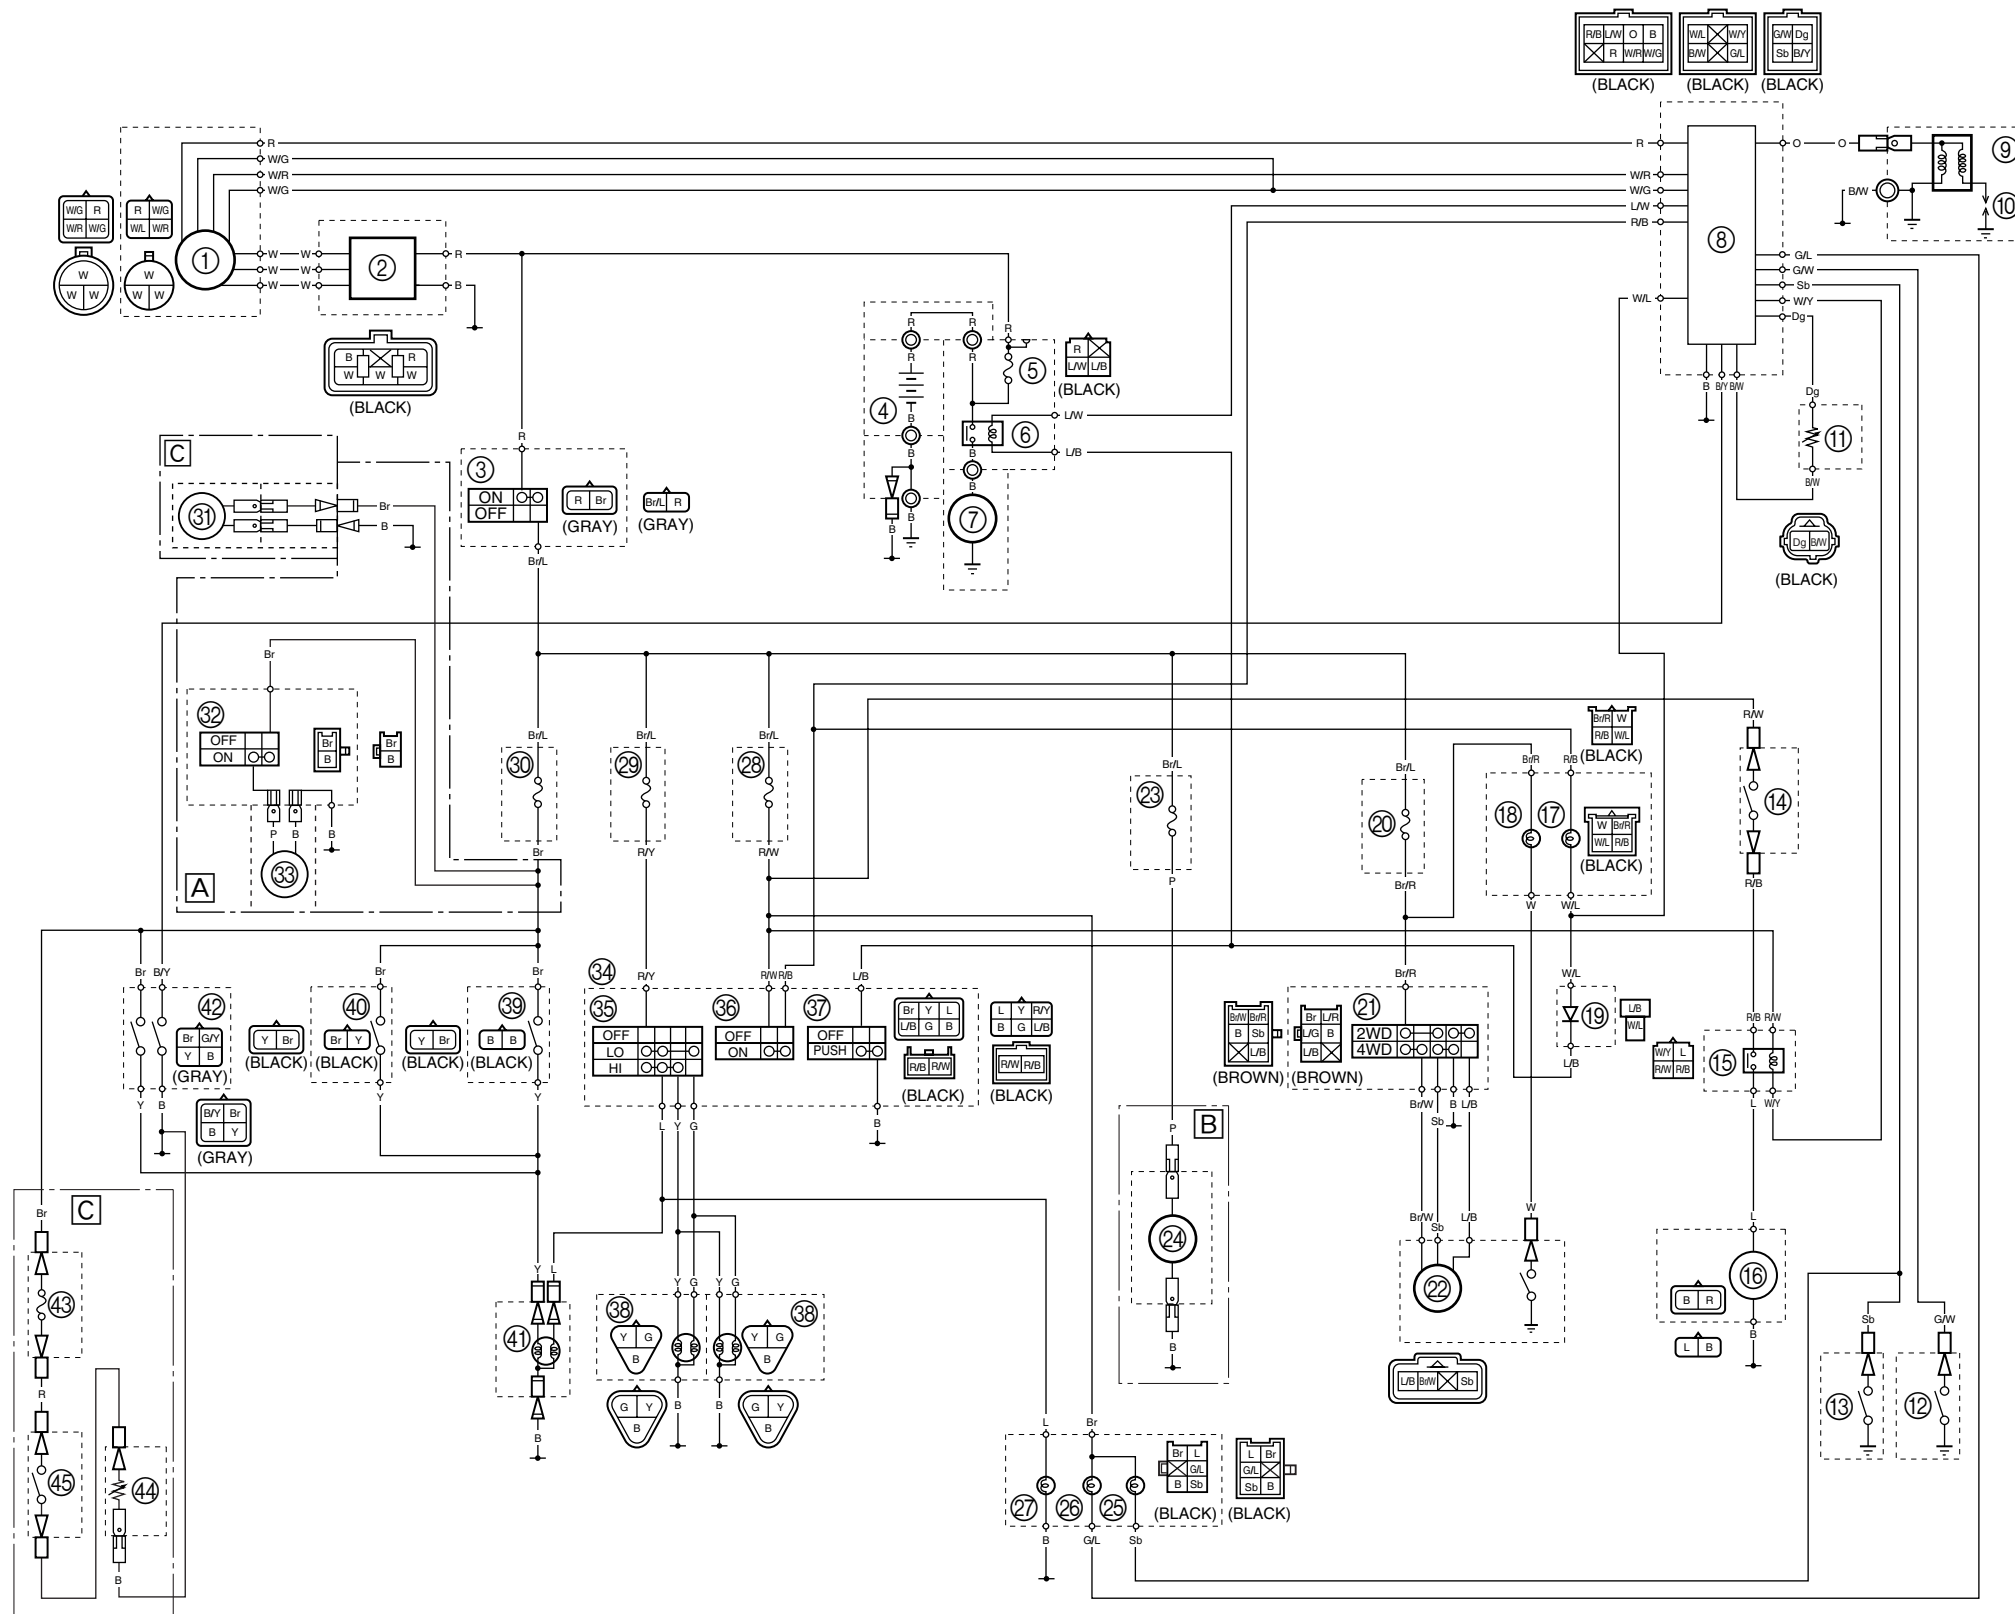 R/B L/W O B
R W/R W/G
(BLACK)
W/L W/Y
B/W G/L
(BLACK)
G/W Dg
Sb B/Y
(BLACK)
R
W/G
W/R
W/G
R
W/R
W/G
L/W
R/B
W/L
8
O O
B/W
9
10
G/L
G/W
Sb
W/Y
Dg
B B/Y B/W
Dg
11
B/W
Dg B/W
(BLACK)
W/G R
W/R W/G
R W/G
W/L W/R
W
W W
W
W W
1
W W
W W
W W
2
R
B
B R
W W W
(BLACK)
R R
R R
R
4
5
R
L/W L/B
(BLACK)
B
B
B
B
B
B
6
L/W
L/B
7
C
31
Br
B
R
3
ON
OFF
R Br
(GRAY)
Br/L R
(GRAY)
Br/L
Br
32
OFF
ON
Br
B
Br
B
P B B
33
A
Br/L
30
Br
Br/L
29
R/Y
Br/L
28
R/W
Br/L
23
P
Br/L
20
Br/R
Br/R R/B
Br/R W
R/B W/L
(BLACK)
18 17
W Br/R
W/L R/B
(BLACK)
W W/L
R/W
14
R/B
Br B/Y
42
Br G/Y
Y B
(GRAY)
Y B
B/Y Br
B Y
(GRAY)
Br
40
Y Br
(BLACK)
Br Y
(BLACK)
Y
Br
39
Y Br
(BLACK)
B B
(BLACK)
Y
34
R/Y
R/W R/B
L/B
35
OFF
LO
HI
36
OFF
ON
37
OFF
PUSH
Br Y L
L/B G B
R/B R/W
(BLACK)
L Y R/Y
B G L/B
R/W R/B
(BLACK)
L Y G
B
Br/R
Br/W Br/R
B Sb
L/B
(BROWN)
Br L/R
L/G B
L/B
(BROWN)
21
2WD
4WD
Br/W Sb B L/B
W/L
19
L/B
L/B
W/L
R/B R/W
W/Y L
R/W R/B
15
L W/Y
P
B
24
B
Br/W Sb L/B
W
22
L/B Br/W Sb
L
16
B R
L B
B
Sb
13
G/W
12
C
Br
43
R
45
44
B
Y L
41
B
Y G Y G
38
Y G
B
38
Y G
B
B B
G Y
B
G Y
B
L Br
27 26 25
Br L
G/L
B Sb
(BLACK)
L Br
G/L
Sb B
(BLACK)
B G/L Sb